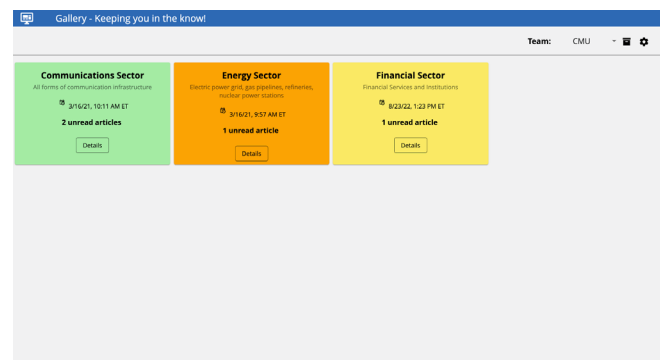 Gallery - Keeping you in the know!
Team: CMU
Communications Sector
All forms of communication infrastructure
3/16/21, 10:11 AM ET
2 unread articles
Details
Energy Sector
Electric power grid, gas pipelines, refineries,
nuclear power stations
3/16/21, 9:57 AM ET
1 unread article
Details
Financial Sector
Financial Services and Institutions
8/23/22, 1:23 PM ET
1 unread article
Details